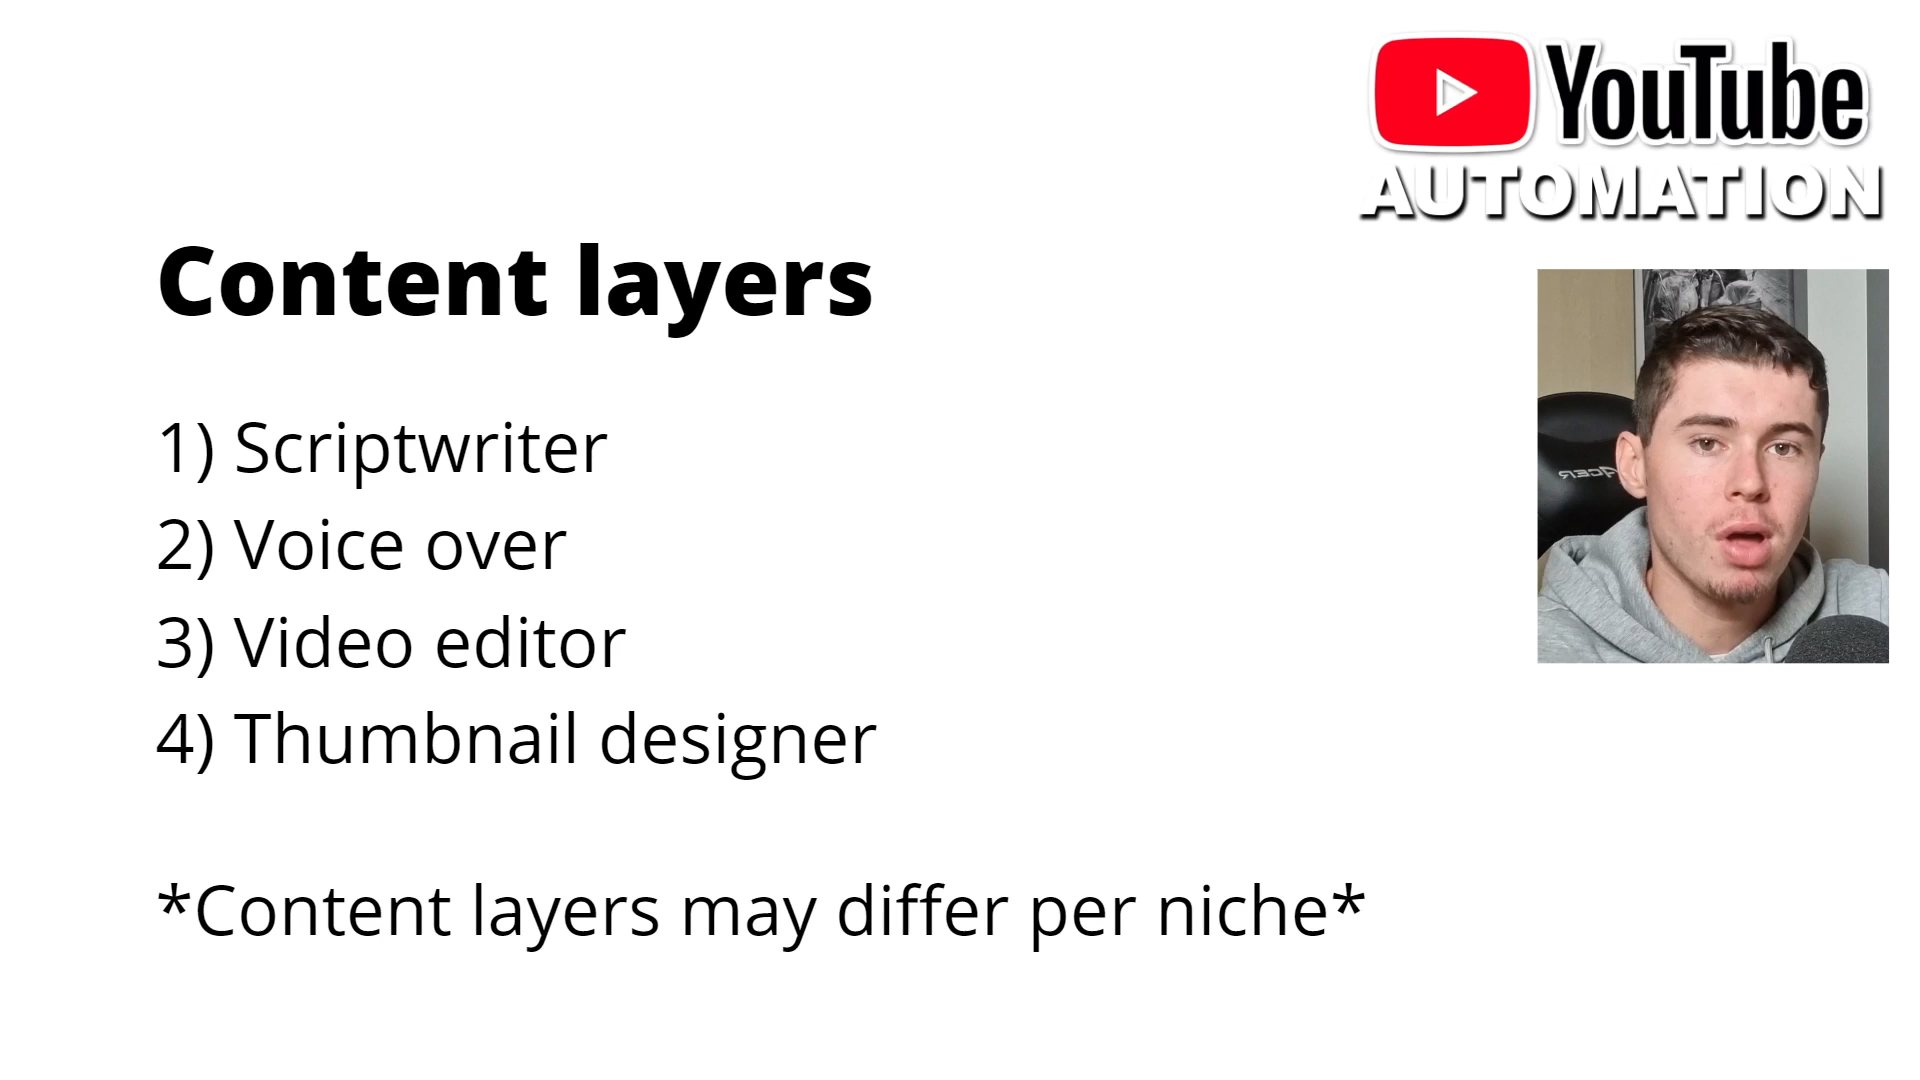 YouTube
AUTOMATION
Content layers
1) Scriptwriter
2) Voice over
3) Video editor
4) Thumbnail designer
*Content layers may differ per niche*